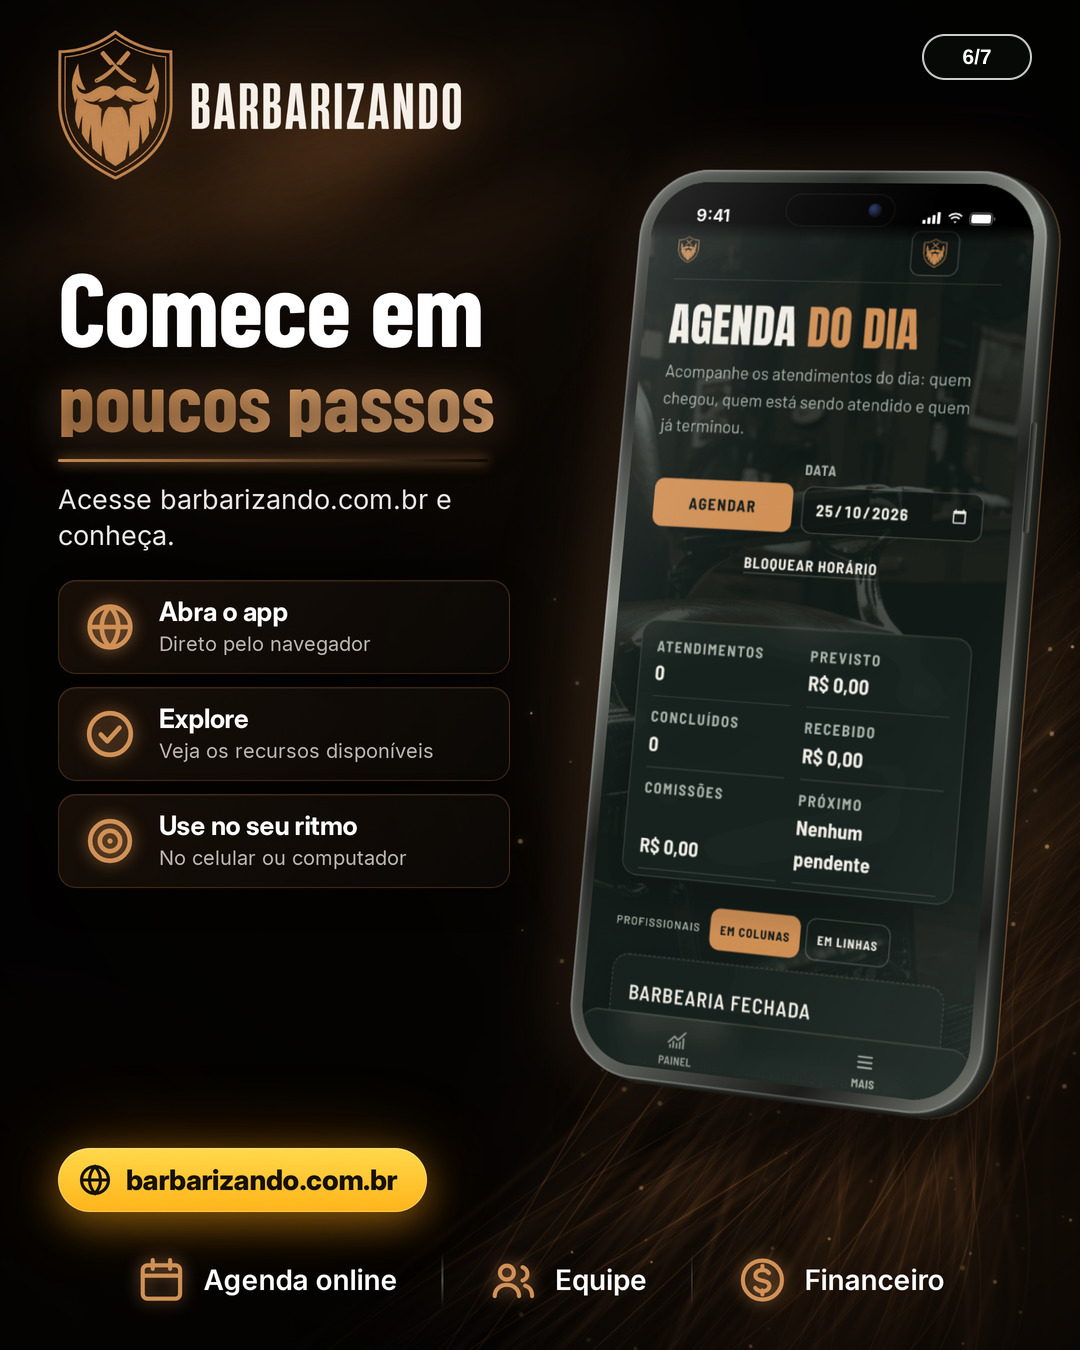 BARBARIZANDO
6/7
Comece em
poucos passos
Acesse barbarizando.com.br e
conheça.
Abra o app
Direto pelo navegador
Explore
Veja os recursos disponíveis
Use no seu ritmo
No celular ou computador
9:41
AGENDA DO DIA
Acompanhe os atendimentos do dia: quem
chegou, quem está sendo atendido e quem
já terminou.
DATA
AGENDAR
25/10/2026
BLOQUEAR HORÁRIO
ATENDIMENTOS
0
PREVISTO
R$ 0,00
CONCLUÍDOS
0
RECEBIDO
R$ 0,00
COMISSÕES
R$ 0,00
PRÓXIMO
Nenhum
pendente
PROFISSIONAIS
EM COLUNAS
EM LINHAS
BARBEARIA FECHADA
PAINEL
MAIS
barbarizando.com.br
Agenda online
Equipe
Financeiro